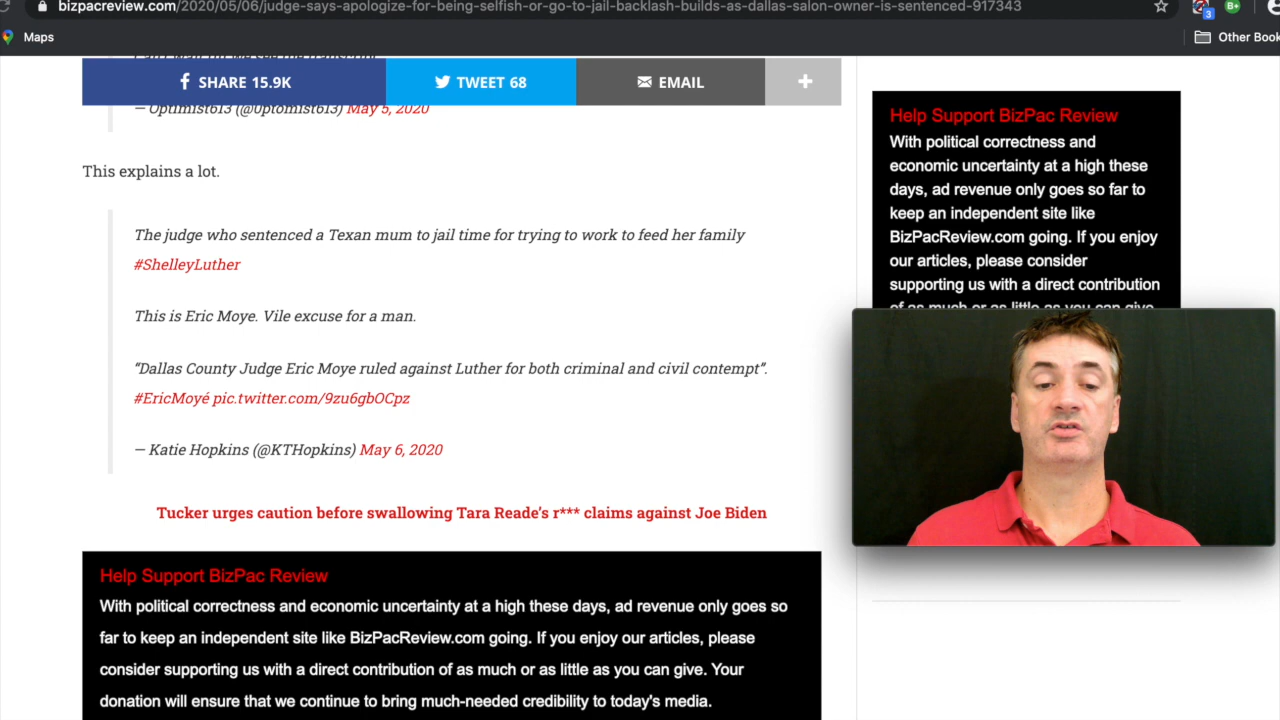 bizpacreview.com/2020/05/06/judge-says-apologize-for-being-selfish-or-go-to-jail-backlash-builds-as-dallas-salon-owner-is-sentenced-917343
3
B+
Maps
Other Book
SHARE 15.9K
TWEET 68
EMAIL
+
— Optimist613 (@0ptomist613) May 5, 2020
This explains a lot.
The judge who sentenced a Texan mum to jail time for trying to work to feed her family
#ShelleyLuther
This is Eric Moye. Vile excuse for a man.
“Dallas County Judge Eric Moye ruled against Luther for both criminal and civil contempt”.
#EricMoyé pic.twitter.com/9zu6gbOCpz
— Katie Hopkins (@KTHopkins) May 6, 2020
Tucker urges caution before swallowing Tara Reade’s r*** claims against Joe Biden
Help Support BizPac Review
With political correctness and economic uncertainty at a high these days, ad revenue only goes so
far to keep an independent site like BizPacReview.com going. If you enjoy our articles, please
consider supporting us with a direct contribution of as much or as little as you can give. Your
donation will ensure that we continue to bring much-needed credibility to today's media.
Help Support BizPac Review
With political correctness and
economic uncertainty at a high these
days, ad revenue only goes so far to
keep an independent site like
BizPacReview.com going. If you enjoy
our articles, please consider
supporting us with a direct contribution
of as much or as little as you can give